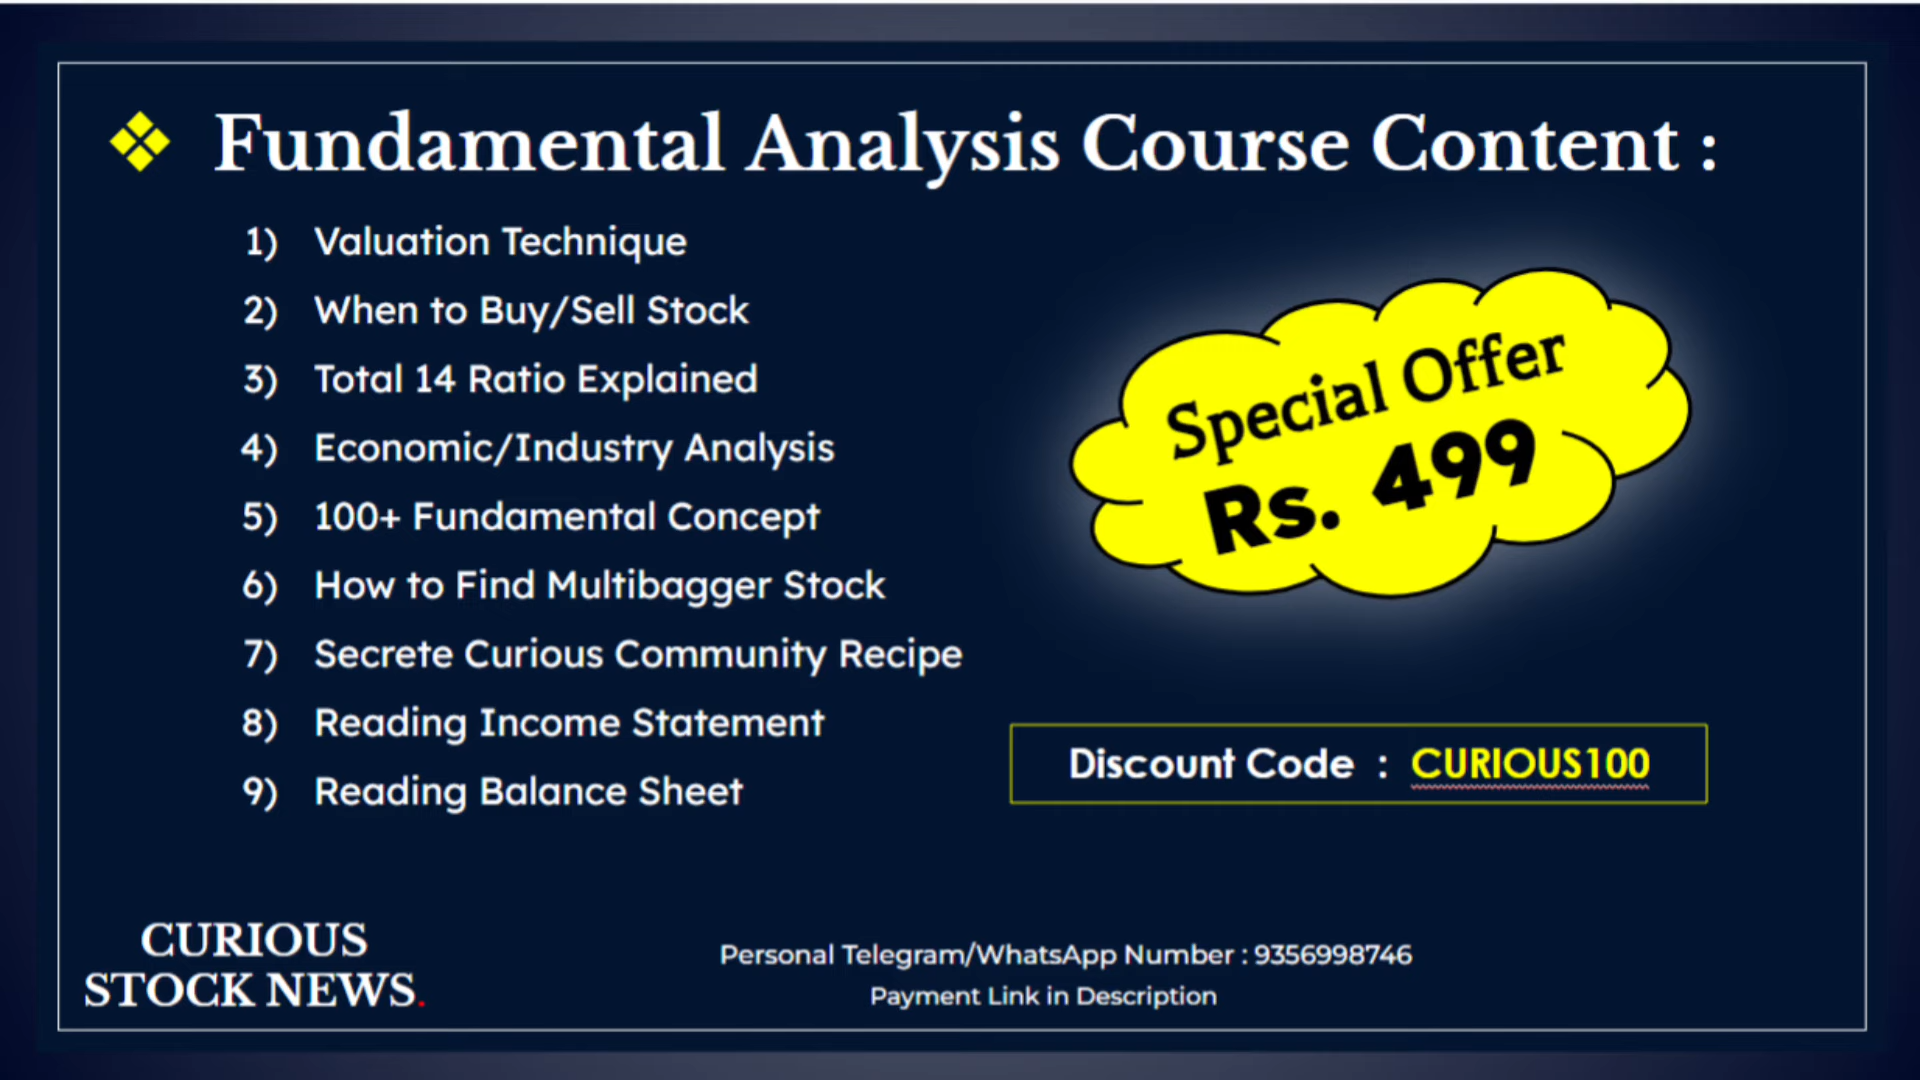 Fundamental Analysis Course Content :
1) Valuation Technique
2) When to Buy/Sell Stock
3) Total 14 Ratio Explained
4) Economic/Industry Analysis
5) 100+ Fundamental Concept
6) How to Find Multibagger Stock
7) Secrete Curious Community Recipe
8) Reading Income Statement
9) Reading Balance Sheet
Special Offer
Rs. 499
Discount Code : CURIOUS100
CURIOUS
STOCK NEWS.
Personal Telegram/WhatsApp Number : 9356998746
Payment Link in Description